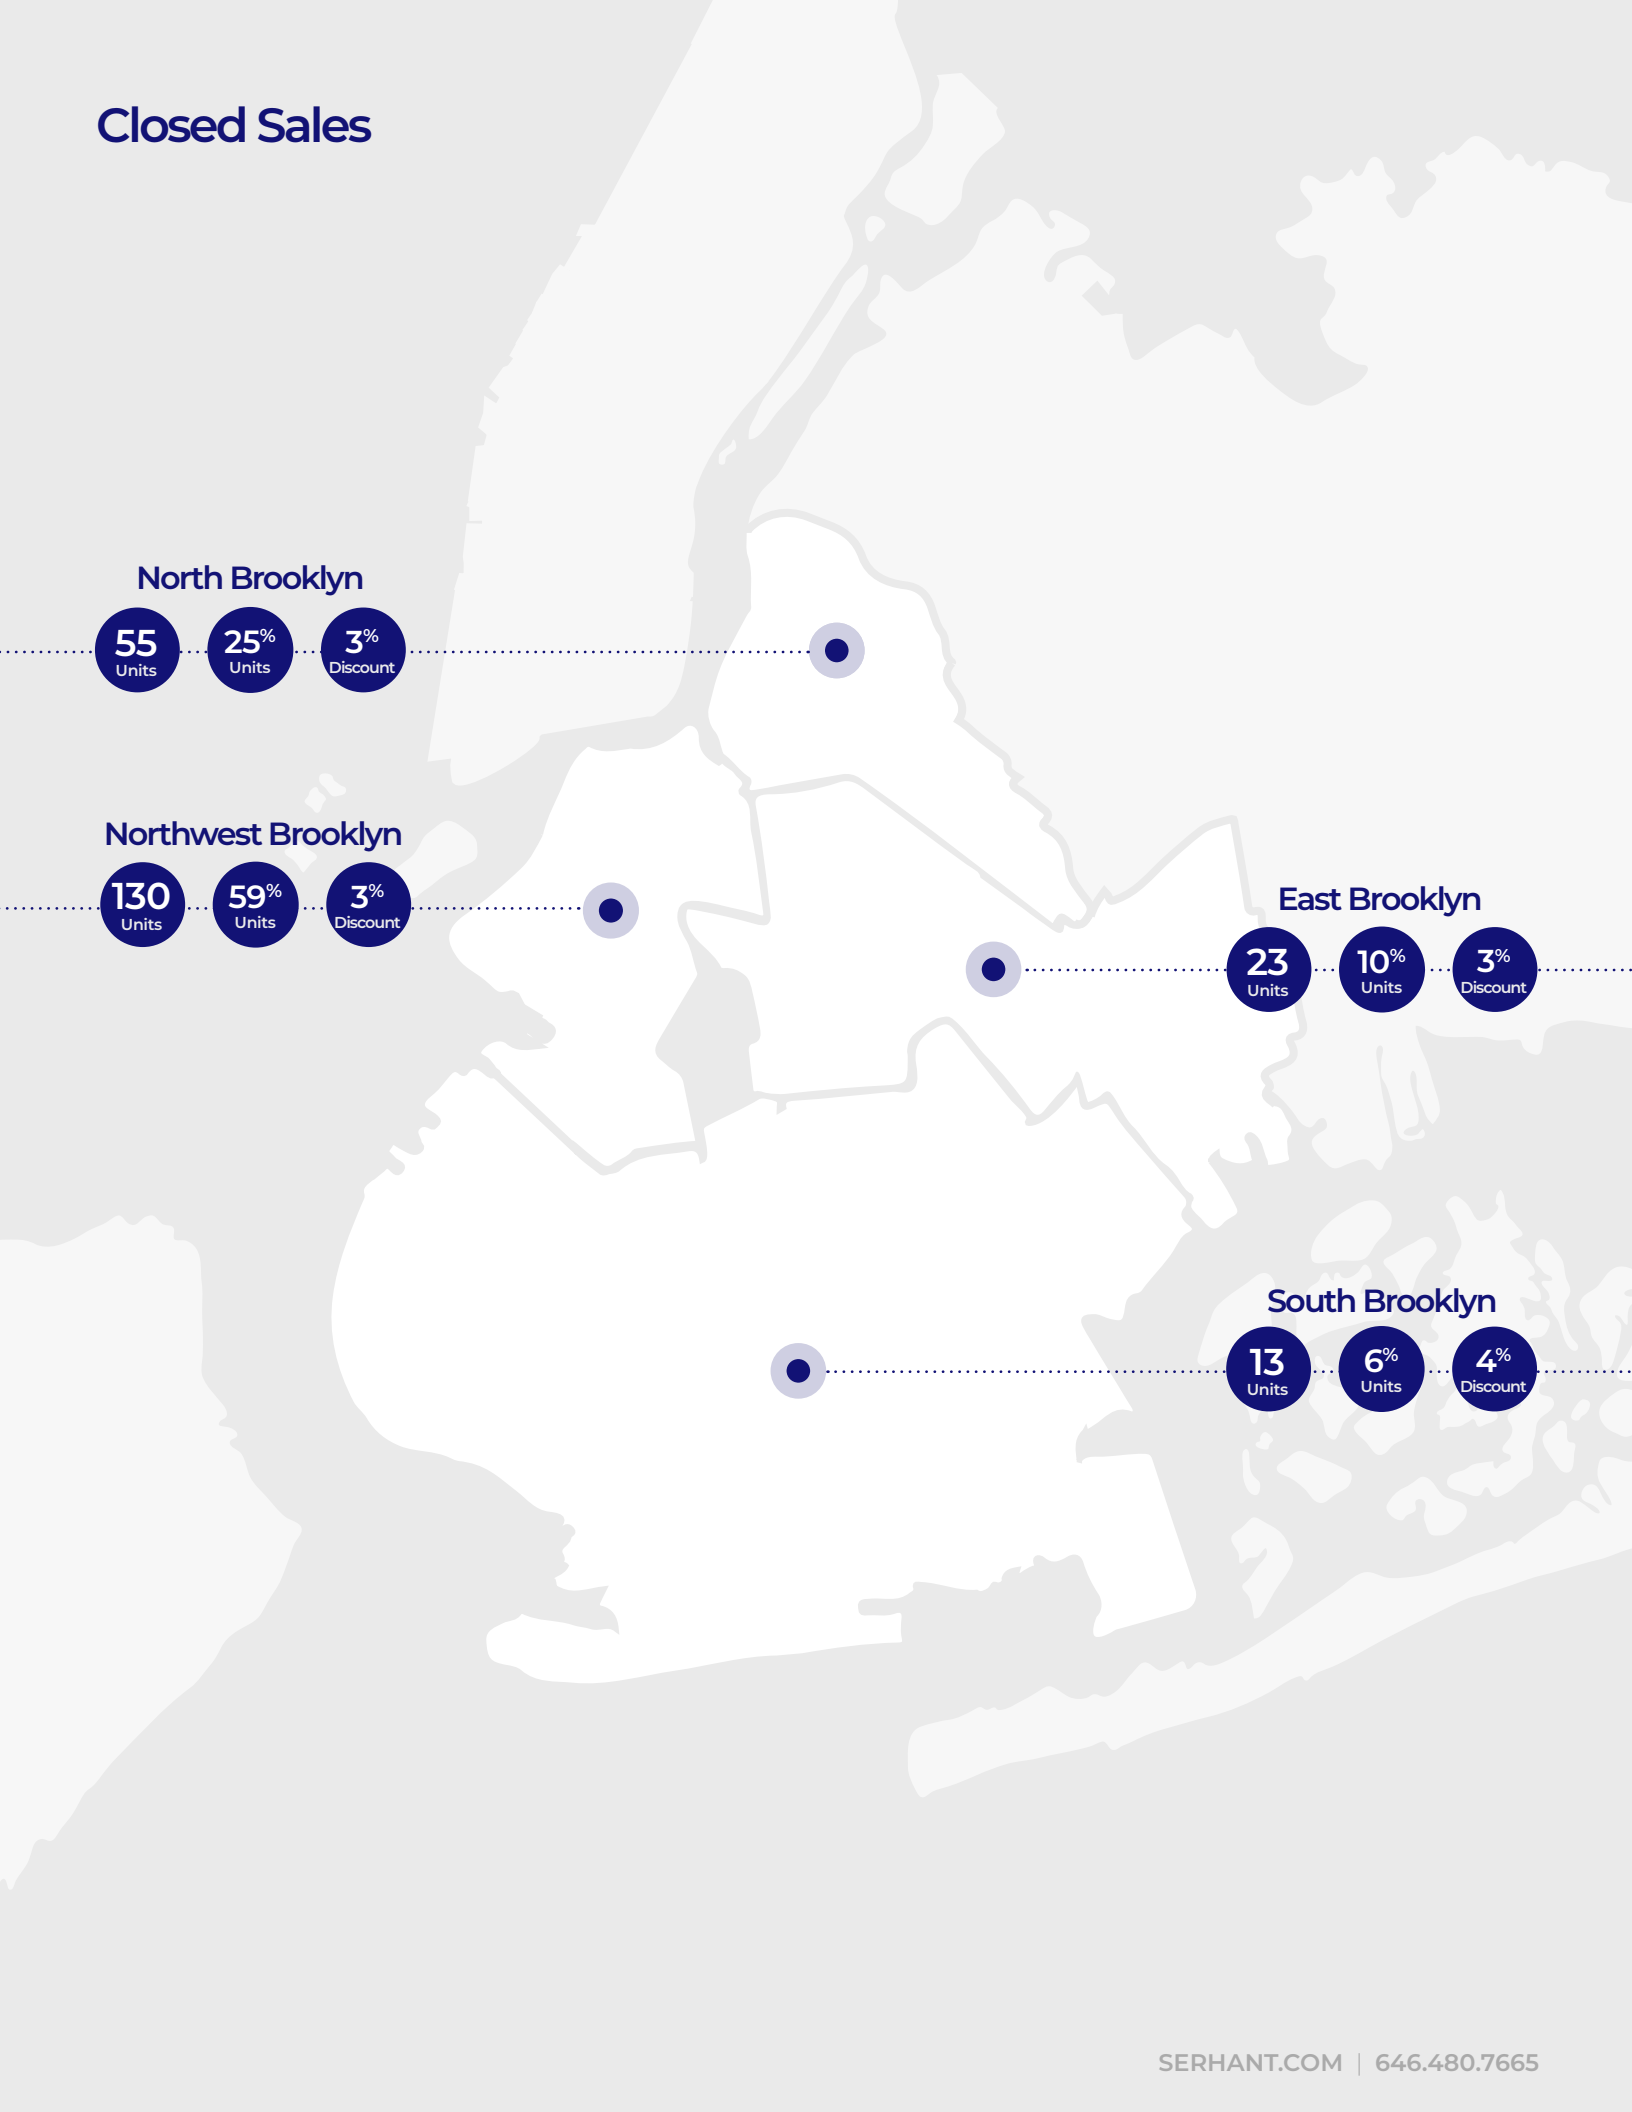 Closed Sales
North Brooklyn
55 Units
25% Units
3% Discount
Northwest Brooklyn
130 Units
59% Units
3% Discount
East Brooklyn
23 Units
10% Units
3% Discount
South Brooklyn
13 Units
6% Units
4% Discount
SERHANT.COM | 646.480.7665